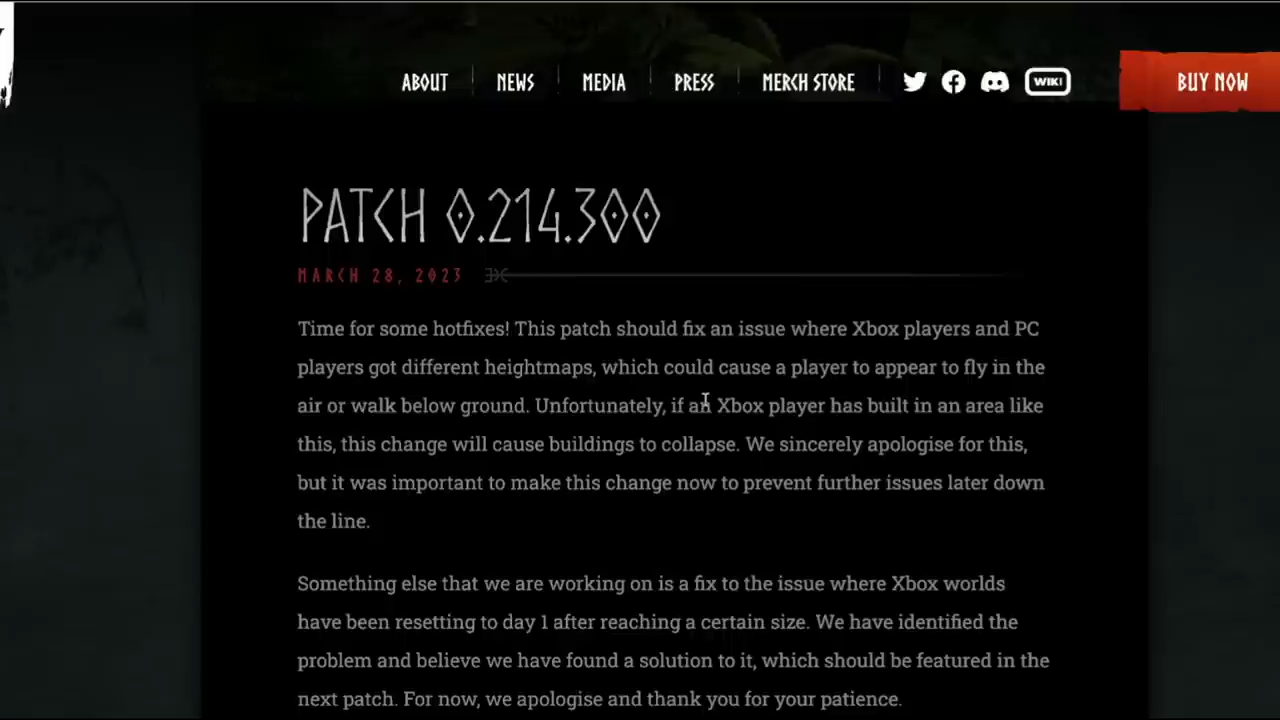 ABOUT NEWS MEDIA PRESS MERCH STORE WIKI BUY NOW
PATCH 0.214.300
MARCH 28, 2023
Time for some hotfixes! This patch should fix an issue where Xbox players and PC
players got different heightmaps, which could cause a player to appear to fly in the
air or walk below ground. Unfortunately, if an Xbox player has built in an area like
this, this change will cause buildings to collapse. We sincerely apologise for this,
but it was important to make this change now to prevent further issues later down
the line.
Something else that we are working on is a fix to the issue where Xbox worlds
have been resetting to day 1 after reaching a certain size. We have identified the
problem and believe we have found a solution to it, which should be featured in the
next patch. For now, we apologise and thank you for your patience.